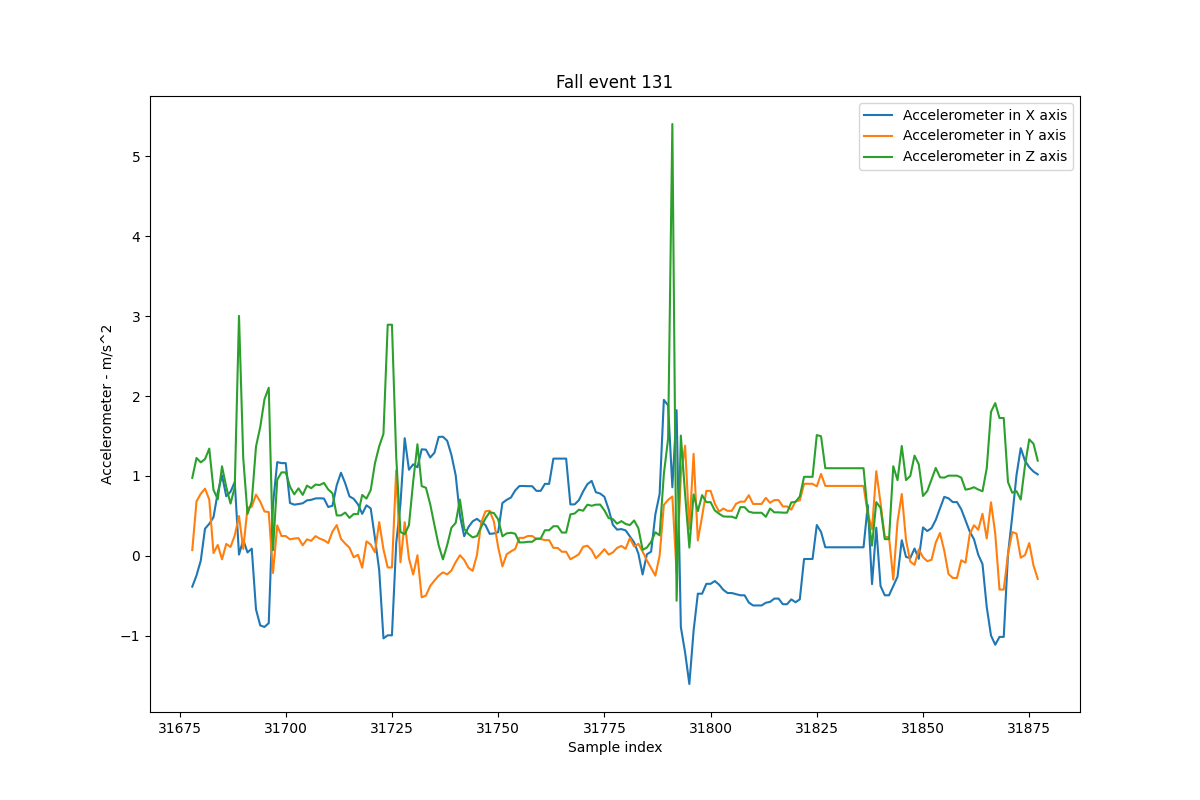 Fall event 131
Accelerometer in X axis
Accelerometer in Y axis
Accelerometer in Z axis
5
4
3
2
1
0
−1
Accelerometer - m/s^2
31675 31700 31725 31750 31775 31800 31825 31850 31875
Sample index